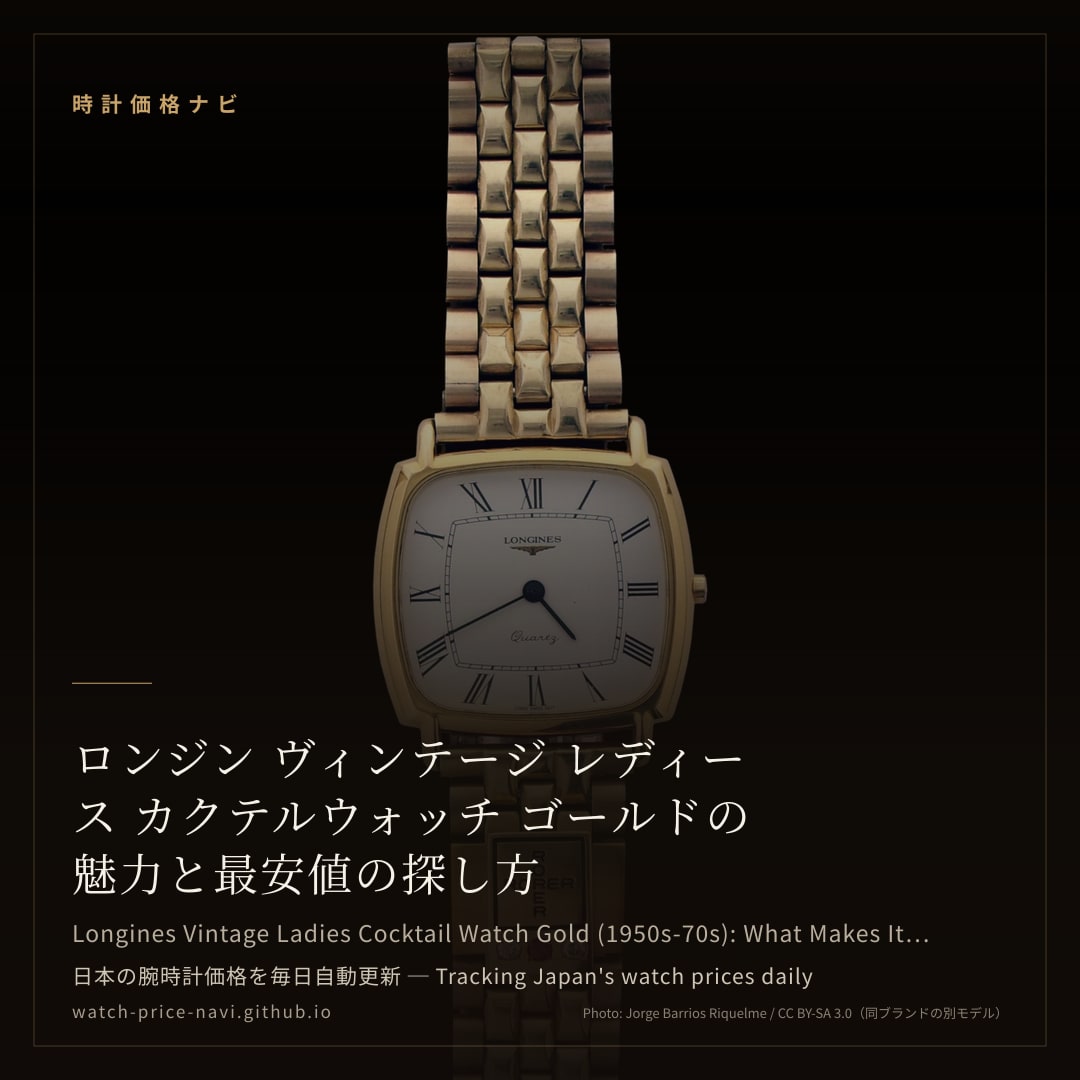 時計価格ナビ
XII
LONGINES
Quartz
ロンジン ヴィンテージ レディー
ス カクテルウォッチ ゴールドの
魅力と最安値の探し方
Longines Vintage Ladies Cocktail Watch Gold (1950s-70s): What Makes It…
日本の腕時計価格を毎日自動更新 ― Tracking Japan's watch prices daily
watch-price-navi.github.io
Photo: Jorge Barrios Riquelme / CC BY-SA 3.0（同ブランドの別モデル）